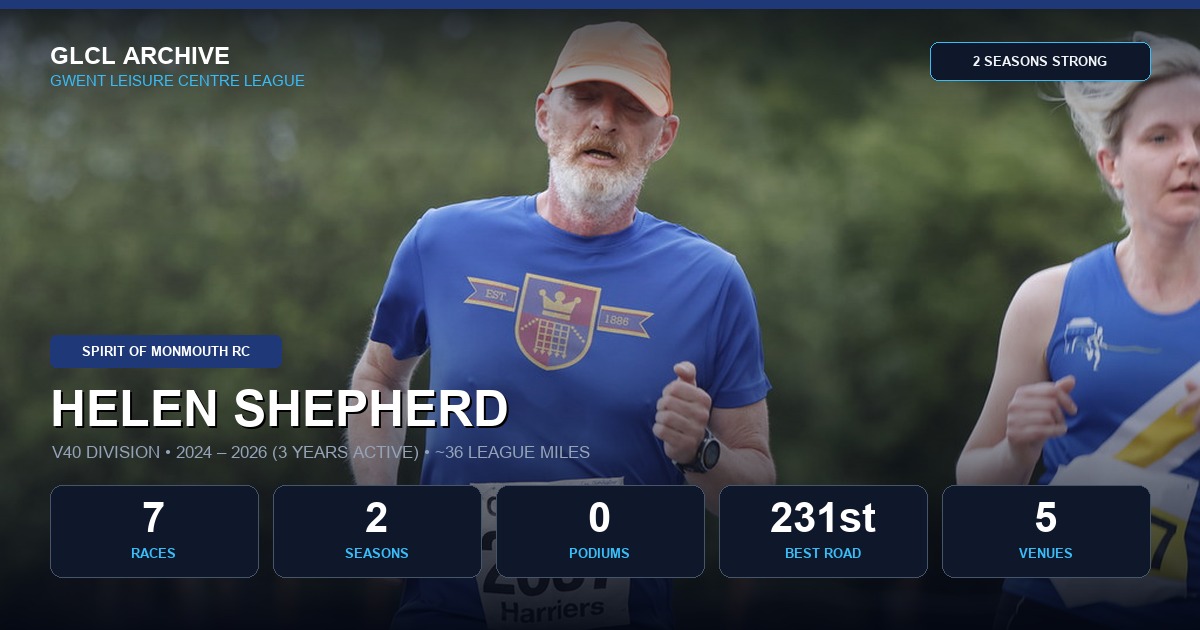 GLCL ARCHIVE
GWENT LEISURE CENTRE LEAGUE
2 SEASONS STRONG
EST.
1886
SPIRIT OF MONMOUTH RC
HELEN SHEPHERD
V40 DIVISION • 2024 – 2026 (3 YEARS ACTIVE) • ~36 LEAGUE MILES
7
RACES
2
SEASONS
0
PODIUMS
231st
BEST ROAD
5
VENUES
7
Harriers